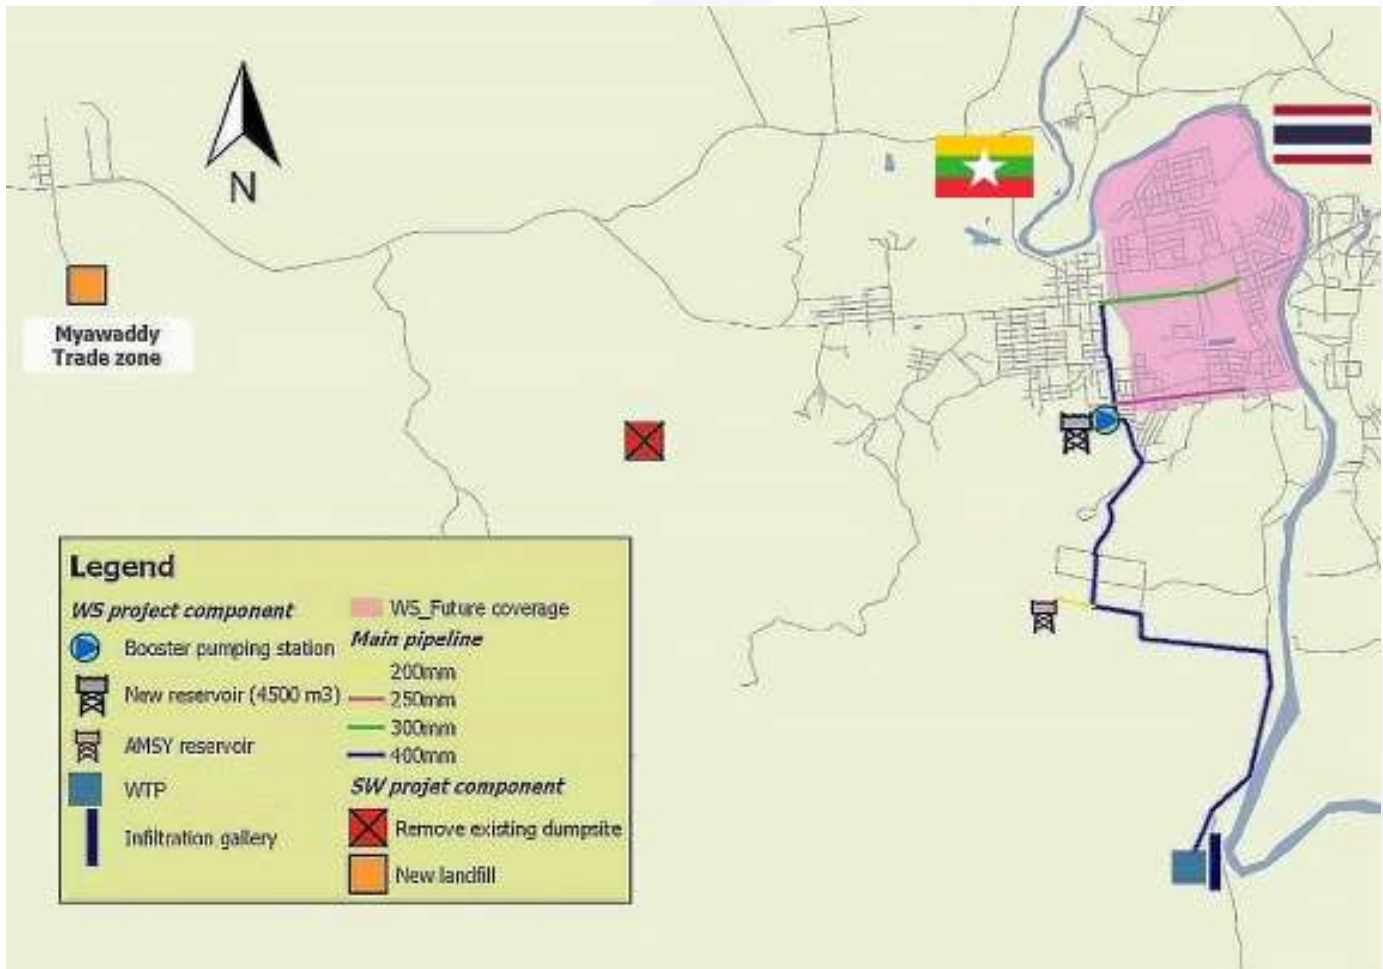 N
Myawaddy
Trade zone
Legend
WS project component
Booster pumping station
New reservoir (4500 m3)
AMSY reservoir
WTP
Infiltration gallery
WS_Future coverage
Main pipeline
200mm
250mm
300mm
400mm
SW projet component
Remove existing dumpsite
New landfill